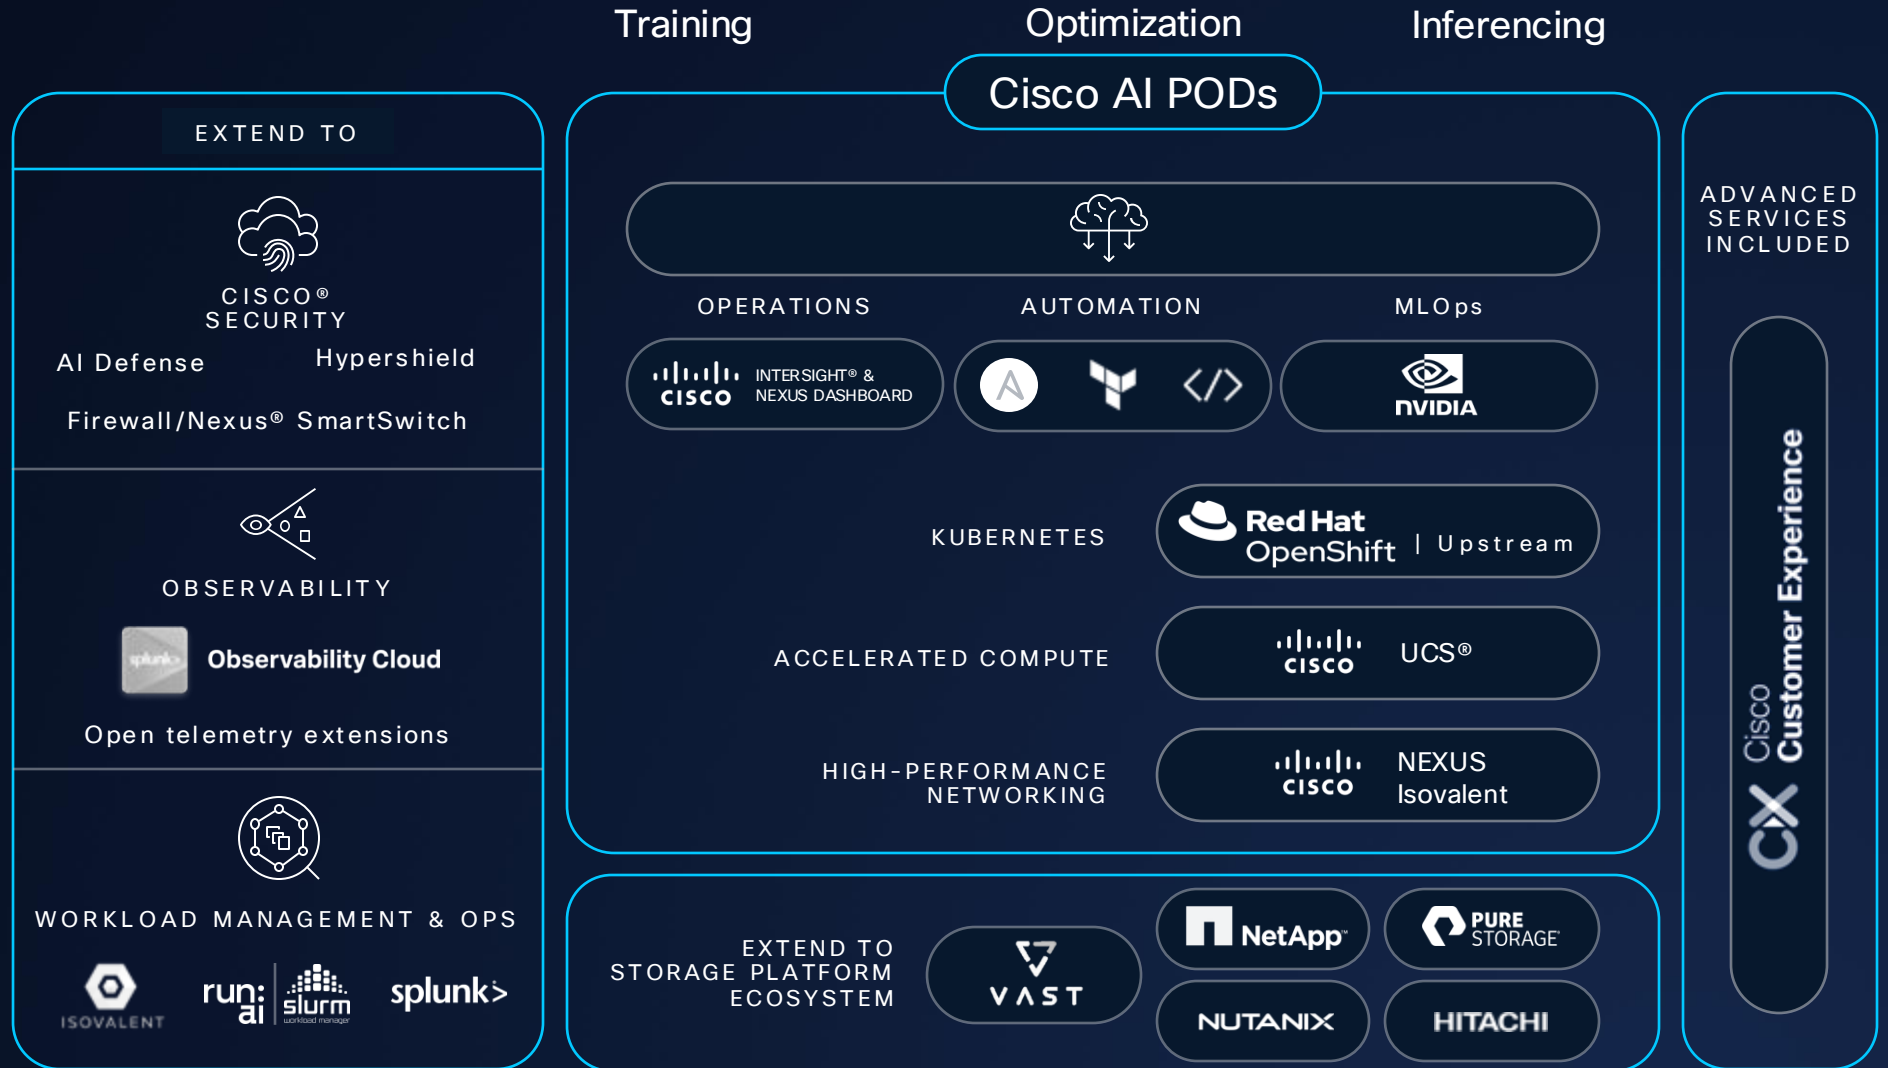 Training
Optimization
Inferencing
Cisco AI PODs
EXTEND TO
CISCO®
SECURITY
AI Defense
Hypershield
Firewall/Nexus® SmartSwitch
OBSERVABILITY
splunk>
Observability Cloud
Open telemetry extensions
WORKLOAD MANAGEMENT & OPS
ISOVALENT
run:
ai
slurm
workload manager
splunk>
OPERATIONS
AUTOMATION
MLOps
CISCO
INTERSIGHT® &
NEXUS DASHBOARD
A
</>
NVIDIA
KUBERNETES
Red Hat
OpenShift | Upstream
ACCELERATED COMPUTE
CISCO
UCS®
HIGH-PERFORMANCE
NETWORKING
CISCO
NEXUS
Isovalent
EXTEND TO
STORAGE PLATFORM
ECOSYSTEM
VAST
NetApp™
PURE
STORAGE®
NUTANIX
HITACHI
ADVANCED
SERVICES
INCLUDED
CX
Cisco
Customer Experience